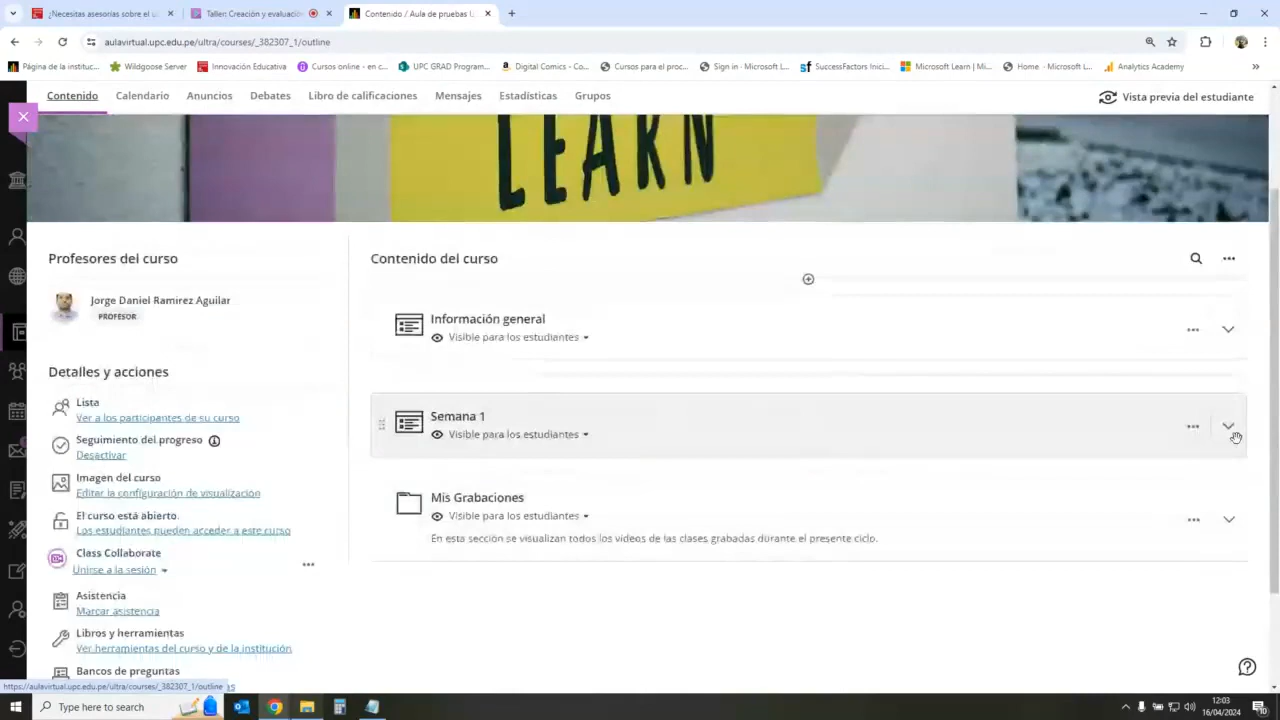 ¿Necesitas asesorías sobre el u
Taller: Creación y evaluación
Contenido / Aula de pruebas U
aulavirtual.upc.edu.pe/ultra/courses/_382307_1/outline
Página de la instituc...
Wildgoose Server
Innovación Educativa
Cursos online - en c...
UPC GRAD Program...
Digital Comics - Co...
Cursos para el proc...
Sign in · Microsoft L...
SuccessFactors Inici...
Microsoft Learn | Mi...
Home. · Microsoft L...
Analytics Academy
»
Contenido
Calendario
Anuncios
Debates
Libro de calificaciones
Mensajes
Estadísticas
Grupos
Vista previa del estudiante
LEARN
Profesores del curso
Jorge Daniel Ramirez Aguilar
PROFESOR
Detalles y acciones
Lista
Ver a los participantes de su curso
Seguimiento del progreso
Desactivar
Imagen del curso
Editar la configuración de visualización
El curso está abierto.
Los estudiantes pueden acceder a este curso
Class Collaborate
Unirse a la sesión
Asistencia
Marcar asistencia
Libros y herramientas
Ver herramientas del curso y de la institución
Bancos de preguntas
Contenido del curso
Información general
Visible para los estudiantes
Semana 1
Visible para los estudiantes
Mis Grabaciones
Visible para los estudiantes
En esta sección se visualizan todos los videos de las clases grabadas durante el presente ciclo.
https://aulavirtual.upc.edu.pe/ultra/courses/_382307_1/outline
Type here to search
12:03
16/04/2024